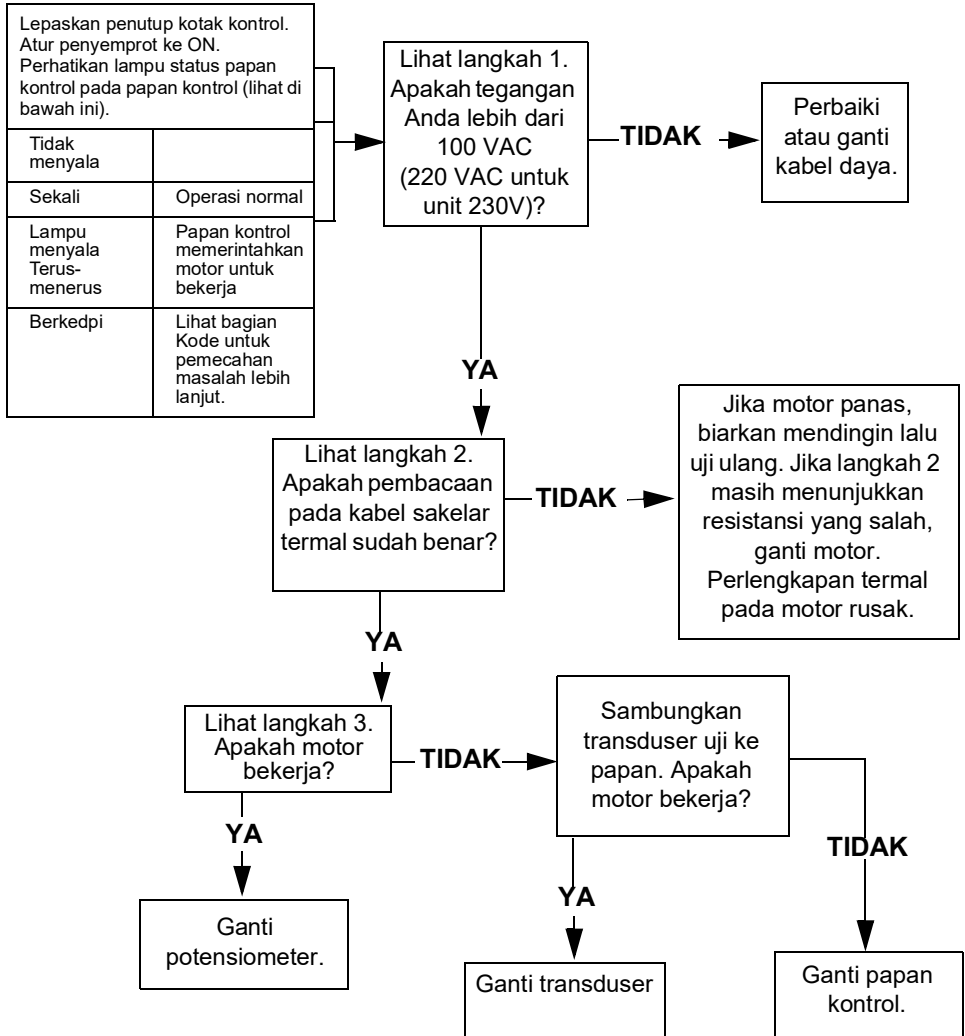 Lepaskan penutup kotak kontrol.
Atur penyemprot ke ON.
Perhatikan lampu status papan
kontrol pada papan kontrol (lihat di
bawah ini).
Tidak
menyala
Sekali
Operasi normal
Lampu
menyala
Terus-
menerus
Papan kontrol
memerintahkan
motor untuk
bekerja
Berkedpi
Lihat bagian
Kode untuk
pemecahan
masalah lebih
lanjut.
Lihat langkah 1.
Apakah tegangan
Anda lebih dari
100 VAC
(220 VAC untuk
unit 230V)?
TIDAK
Perbaiki
atau ganti
kabel daya.
YA
Lihat langkah 2.
Apakah pembacaan
pada kabel sakelar
termal sudah benar?
TIDAK
Jika motor panas,
biarkan mendingin lalu
uji ulang. Jika langkah 2
masih menunjukkan
resistansi yang salah,
ganti motor.
Perlengkapan termal
pada motor rusak.
YA
Lihat langkah 3.
Apakah motor
bekerja?
TIDAK
Sambungkan
transduser uji ke
papan. Apakah
motor bekerja?
YA
TIDAK
YA
Ganti
potensiometer.
Ganti transduser
Ganti papan
kontrol.